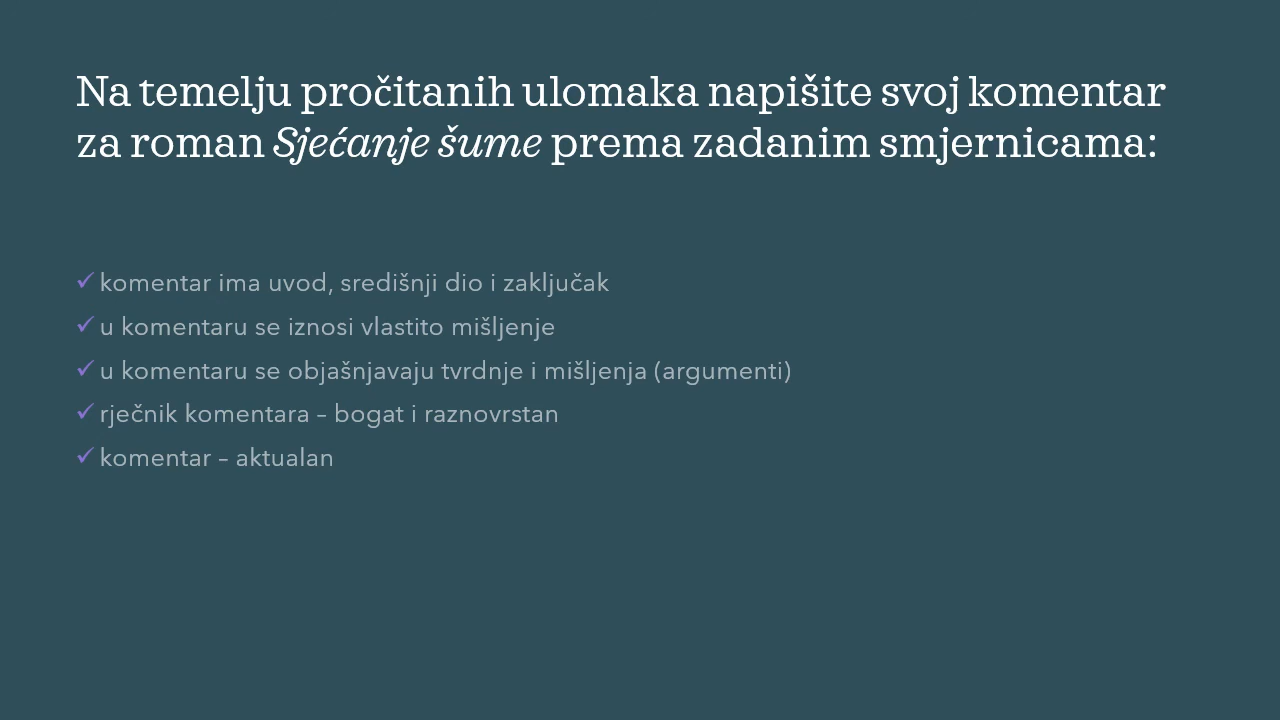 Na temelju pročitanih ulomaka napišite svoj komentar
za roman Sjećanje šume prema zadanim smjernicama:
✓ komentar ima uvod, središnji dio i zaključak
✓ u komentaru se iznosi vlastito mišljenje
✓ u komentaru se objašnjavaju tvrdnje i mišljenja (argumenti)
✓ rječnik komentara – bogat i raznovrstan
✓ komentar – aktualan